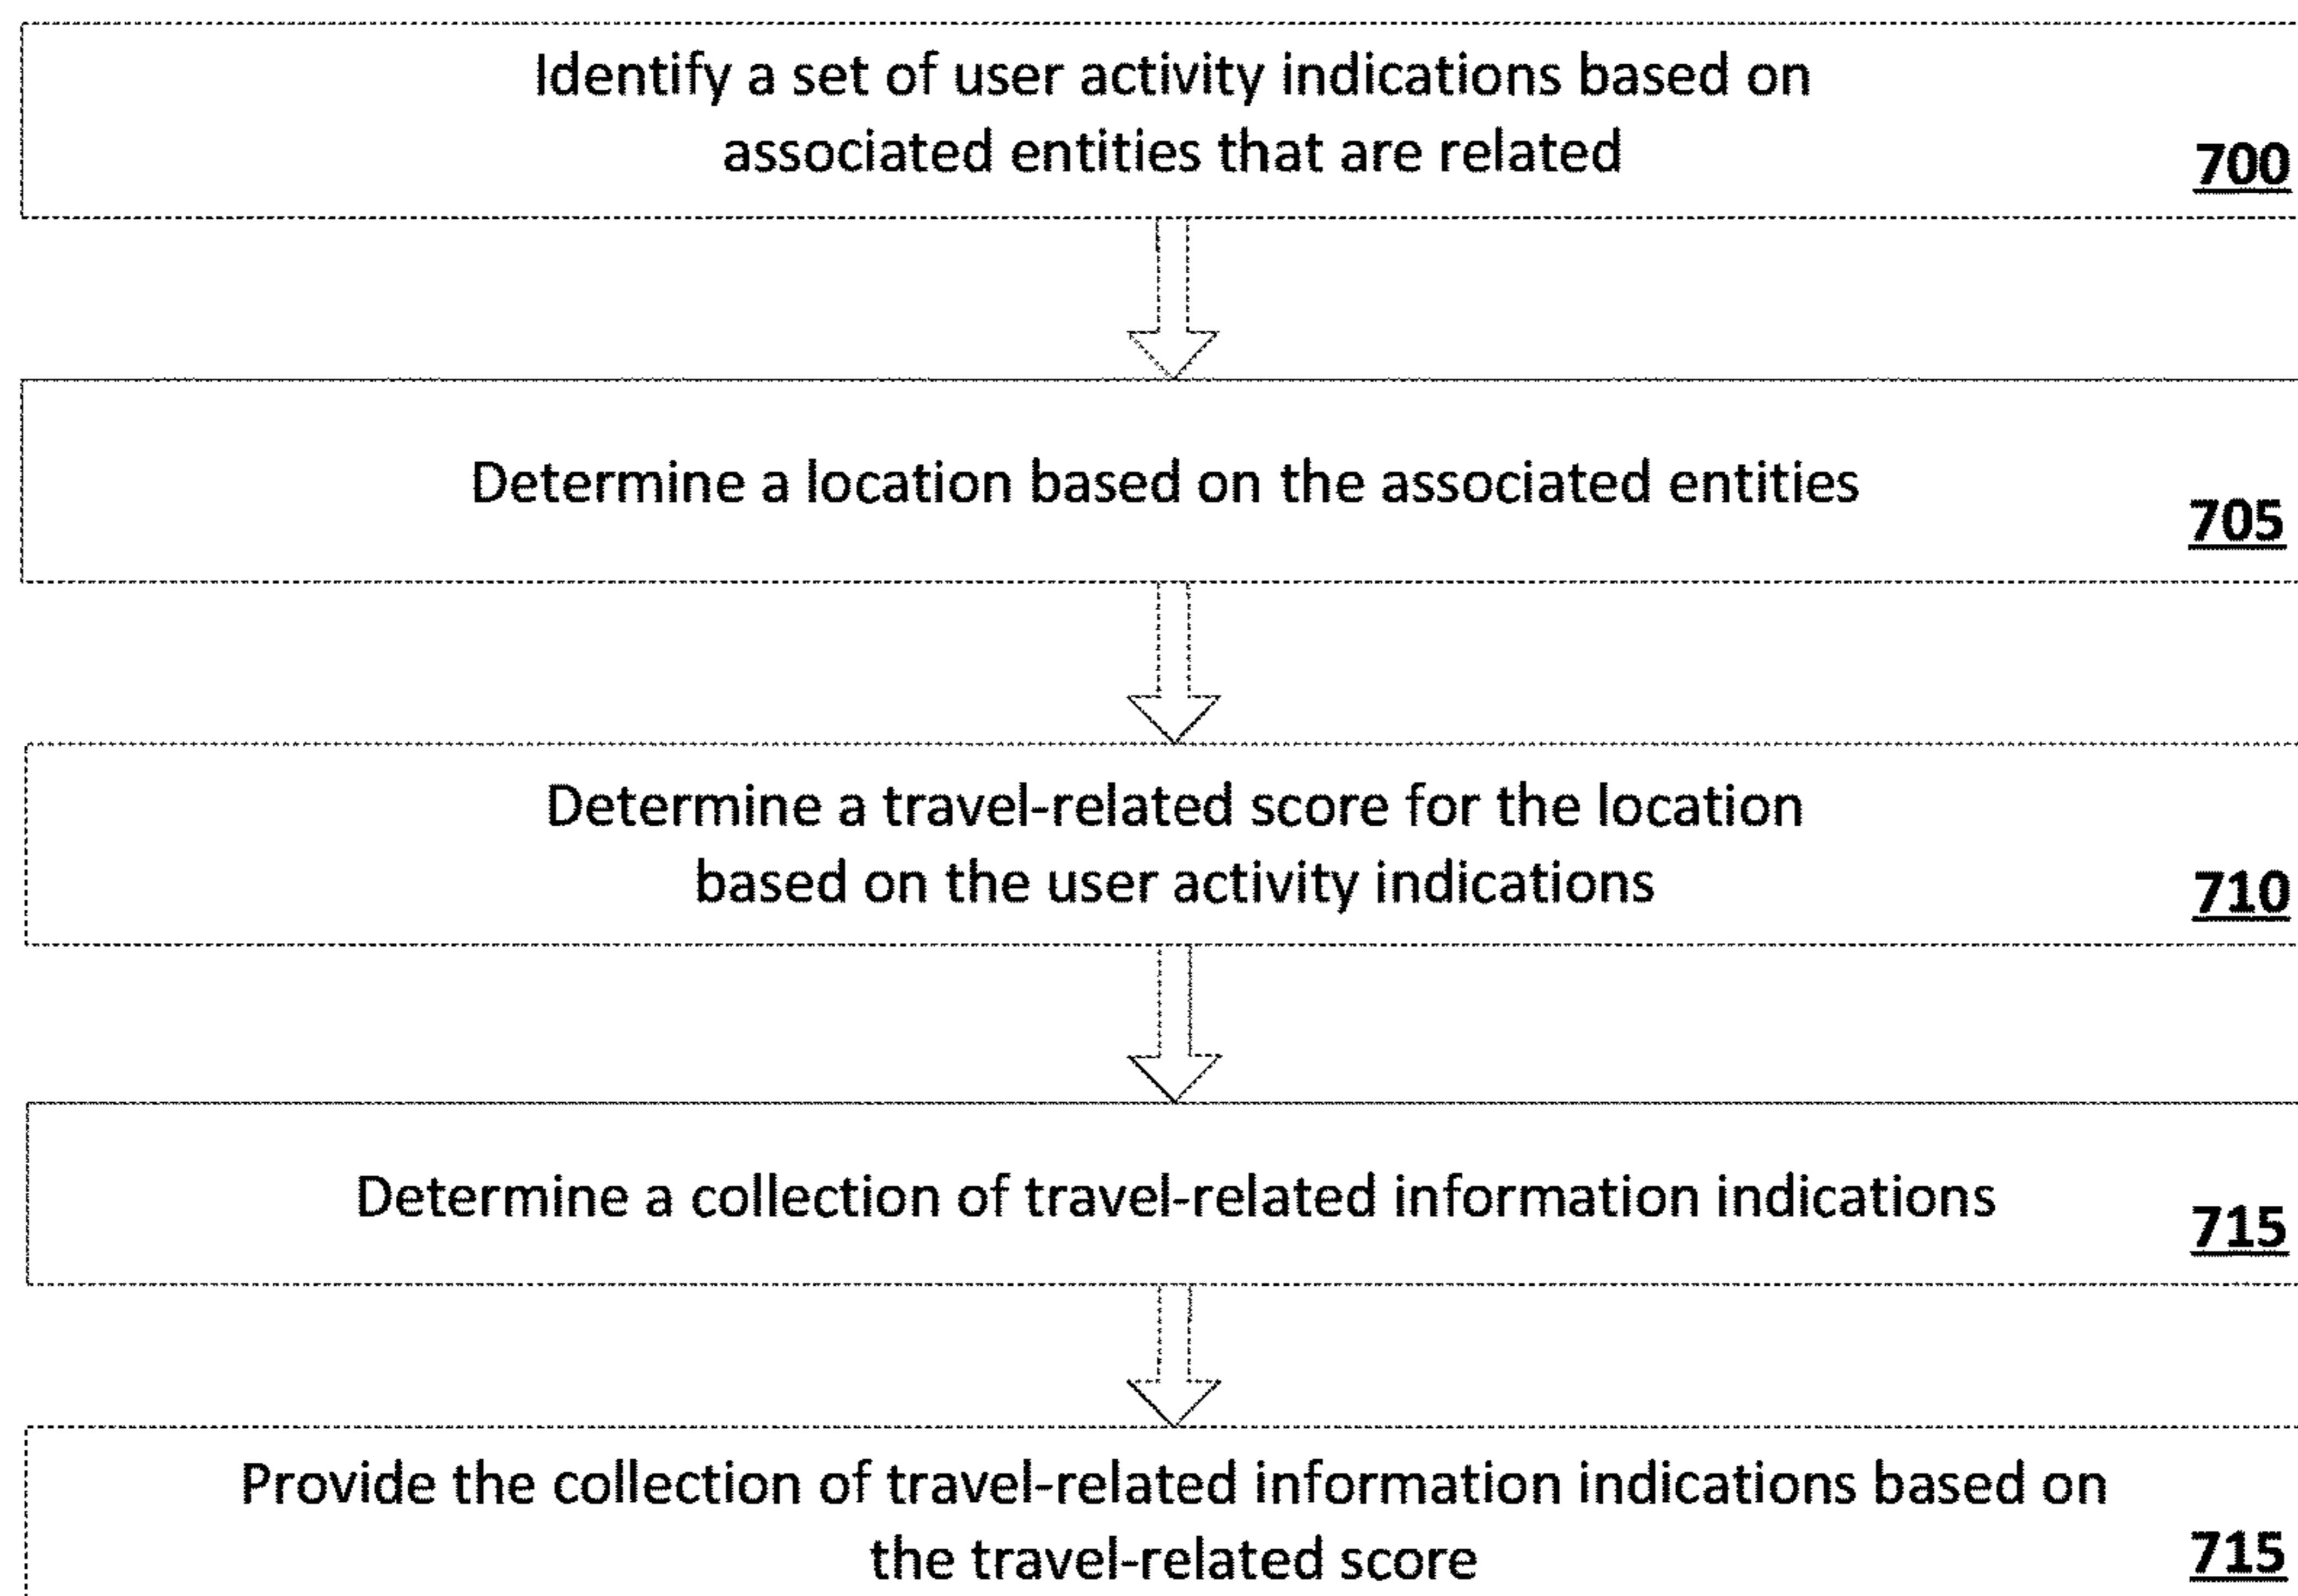 Identify a set of user activity indications based on
associated entities that are related
700
Determine a location based on the associated entities
705
Determine a travel-related score for the location
based on the user activity indications
710
Determine a collection of travel-related information indications
715
Provide the collection of travel-related information indications based on
the travel-related score
715